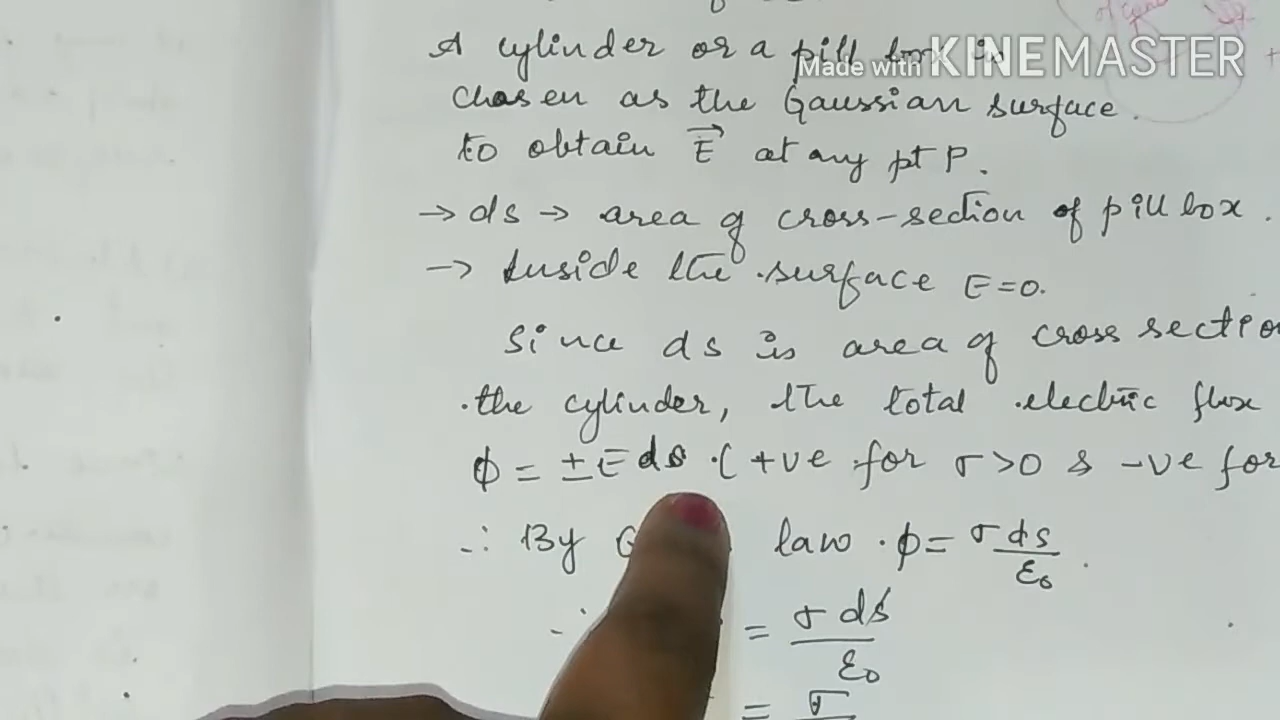 A cylinder or a pill box is
Made with KINEMASTER
chosen as the Gaussian surface.
to obtain E⃗ at any pt P.
→ ds → area of cross-section of pill box.
→ Inside the surface E=0.
Since ds is area of cross section
the cylinder, the total electric flux
ϕ = ± E ds (+ve for σ>0 & -ve for
∴ By law ϕ = σ ds / ε₀.
∴ = σ ds / ε₀
= σ